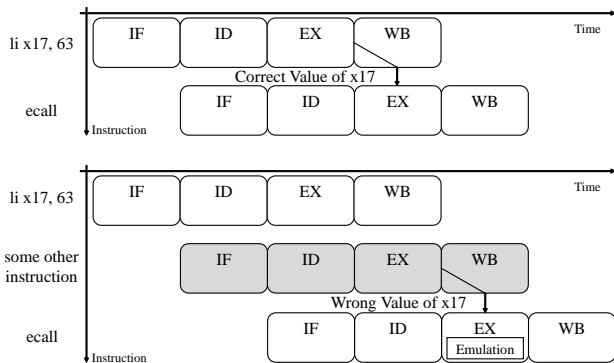 IF ID EX WB
Time
li x17, 63
Correct Value of x17
IF ID EX WB
ecall
Instruction
IF ID EX WB
Time
li x17, 63
some other
instruction
IF ID EX WB
Wrong Value of x17
IF ID EX WB
ecall
Emulation
Instruction